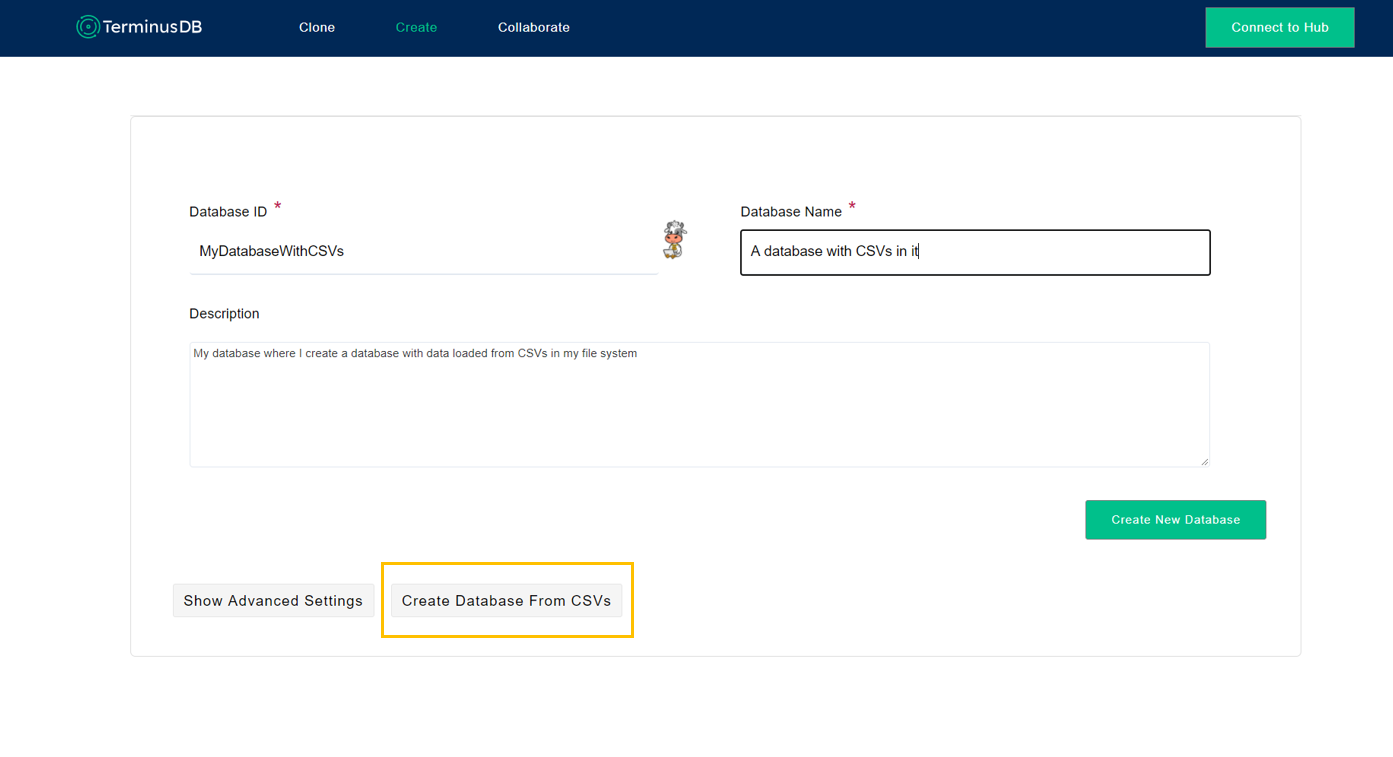 TerminusDB Clone Create Collaborate Connect to Hub
Database ID * Database Name *
MyDatabaseWithCSVs A database with CSVs in it
Description
My database where I create a database with data loaded from CSVs in my file system
Create New Database
Show Advanced Settings Create Database From CSVs